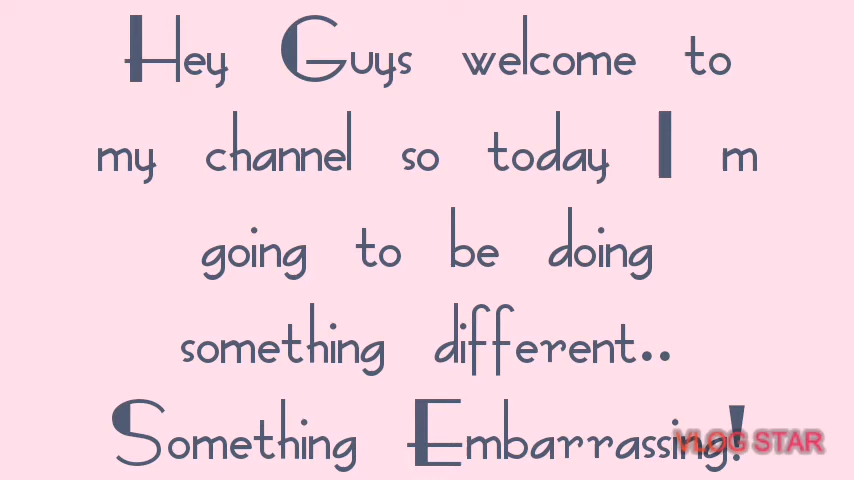 Hey Guys welcome to
my channel so today I m
going to be doing
something different..
Something Embarrassing!
VLOG STAR